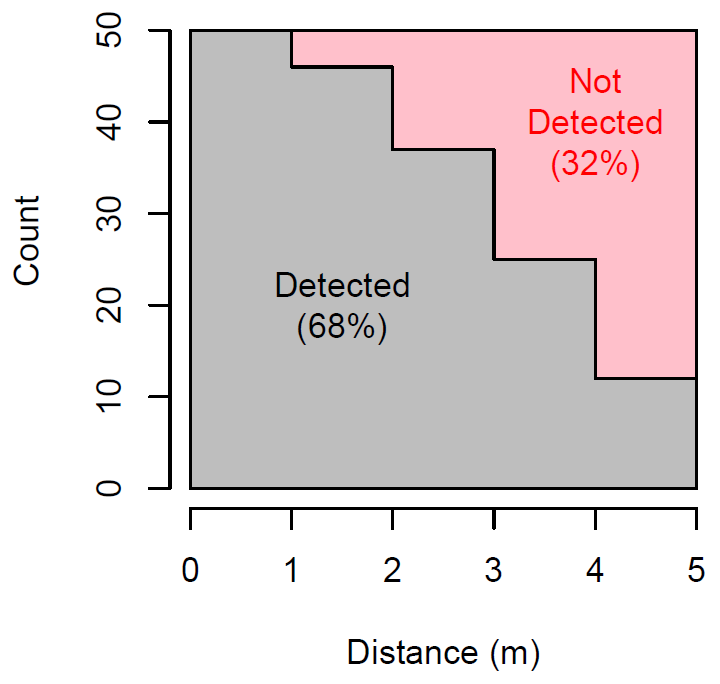 Count
50
40
30
20
10
0
Not
Detected
(32%)
Detected
(68%)
0 1 2 3 4 5
Distance (m)